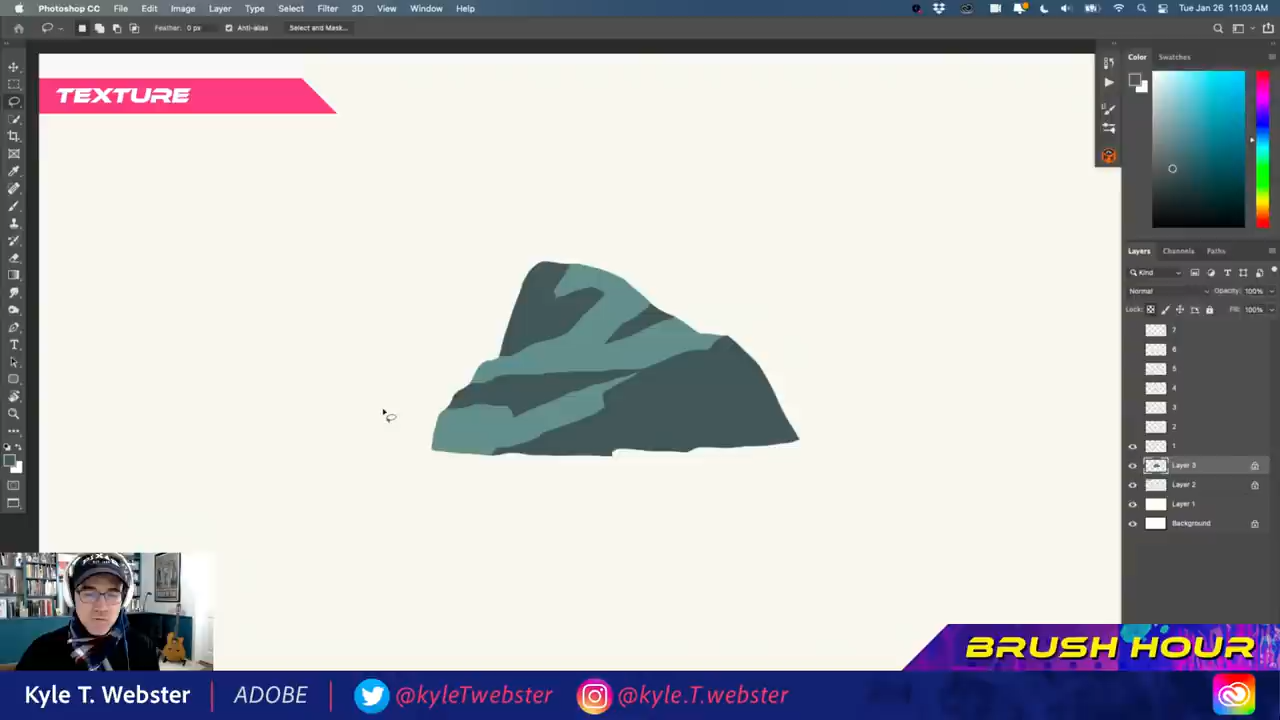 Photoshop CC File Edit Image Layer Type Select Filter 3D View Window Help Tue Jan 26 11:03 AM
Feather: 0 px Anti-alias Select and Mask...
TEXTURE
Color Swatches
Layers Channels Paths
Kind
Normal Opacity: 100%
Lock: Fill: 100%
7
6
5
4
3
2
1
Layer 3
Layer 2
Layer 1
Background
BRUSH HOUR
Kyle T. Webster | ADOBE | @kyleTwebster @kyle.T.webster